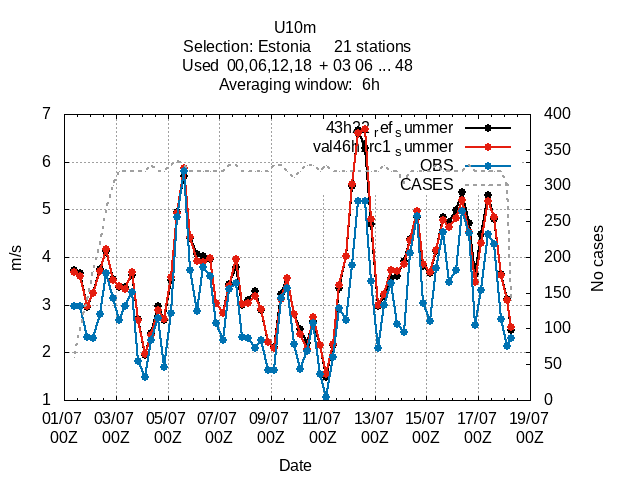 U10m
Selection: Estonia 21 stations
Used 00,06,12,18 + 03 06 ... 48
Averaging window: 6h
7
6
5
4
3
2
1
m/s
400
350
300
250
200
150
100
50
0
No cases
val46h_rc1_summer
OBS
CASES
01/07 03/07 05/07 07/07 09/07 11/07 13/07 15/07 17/07 19/07
00Z 00Z 00Z 00Z 00Z 00Z 00Z 00Z 00Z 00Z
Date